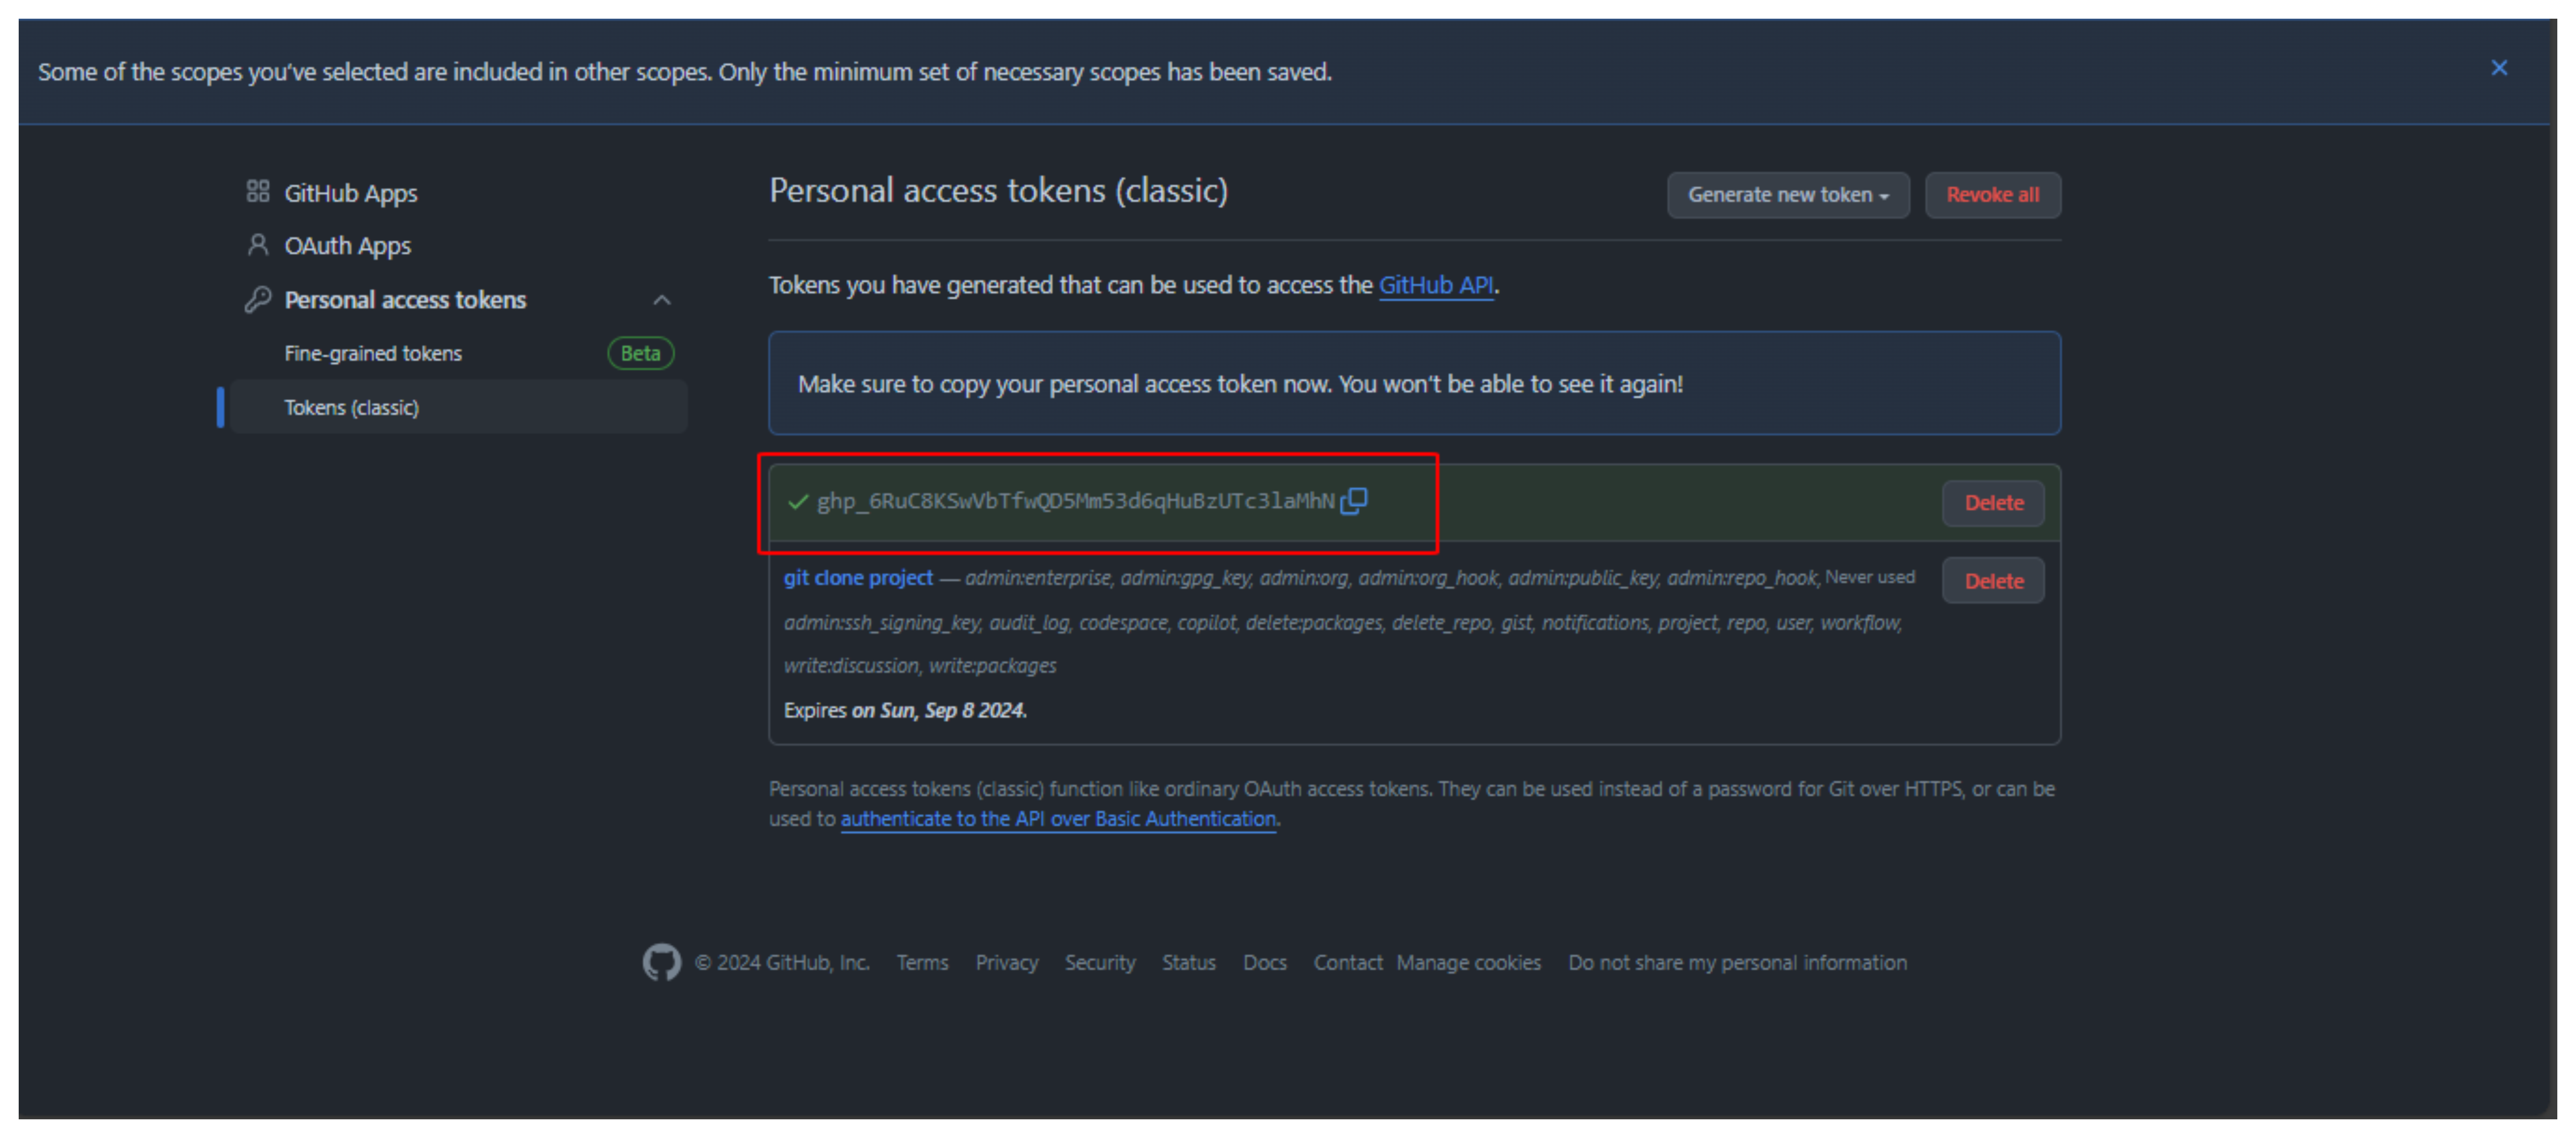 Some of the scopes you've selected are included in other scopes. Only the minimum set of necessary scopes has been saved.
GitHub Apps
OAuth Apps
Personal access tokens
Fine-grained tokens Beta
Tokens (classic)
Personal access tokens (classic) Generate new token Revoke all
Tokens you have generated that can be used to access the GitHub API.
Make sure to copy your personal access token now. You won't be able to see it again!
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 Delete
git clone project — admin:enterprise, admin:gpg_key, admin:org, admin:org_hook, admin:public_key, admin:repo_hook, Never used Delete
admin:ssh_signing_key, audit_log, codespace, copilot, delete:packages, delete_repo, gist, notifications, project, repo, user, workflow,
write:discussion, write:packages
Expires on Sun, Sep 8 2024.
Personal access tokens (classic) function like ordinary OAuth access tokens. They can be used instead of a password for Git over HTTPS, or can be
used to authenticate to the API over Basic Authentication.
© 2024 GitHub, Inc. Terms Privacy Security Status Docs Contact Manage cookies Do not share my personal information